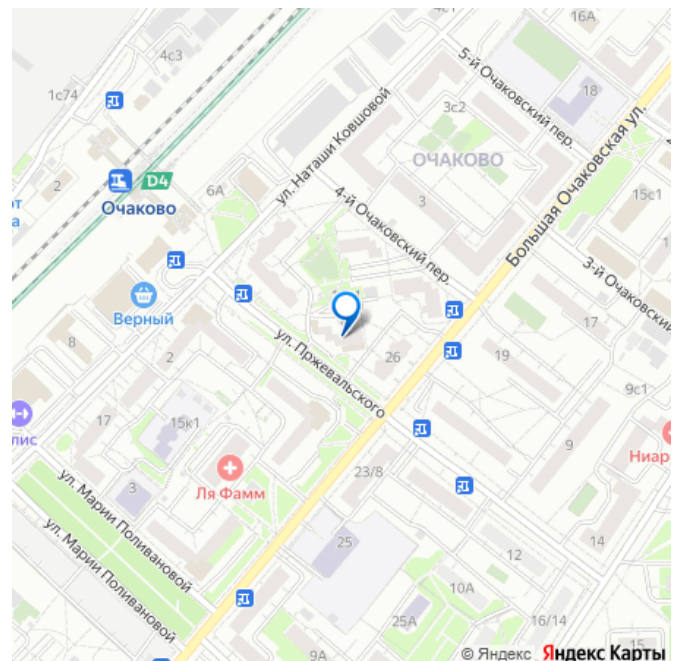 4с1
16А
4с3
5-й Очаковский пер.
1с74
18
3с2
ул. Наташи Ковшовой
Большая Очаковская ул.
ОЧАКОВО
2
D4
6А
15с1
от
а
Очаково
3
4-й Очаковский пер.
3-й Очаковский
Верный
17
8
ул. Пржевальского
2
26
19
9с1
17
15к1
9
лис
Ниар
Ля Фамм
23/8
3
ул. Марии Поливановой
ул. Марии Поливановой
25
14
12
10А
25А
16/14
9А
15
© Яндекс Яндекс Карты